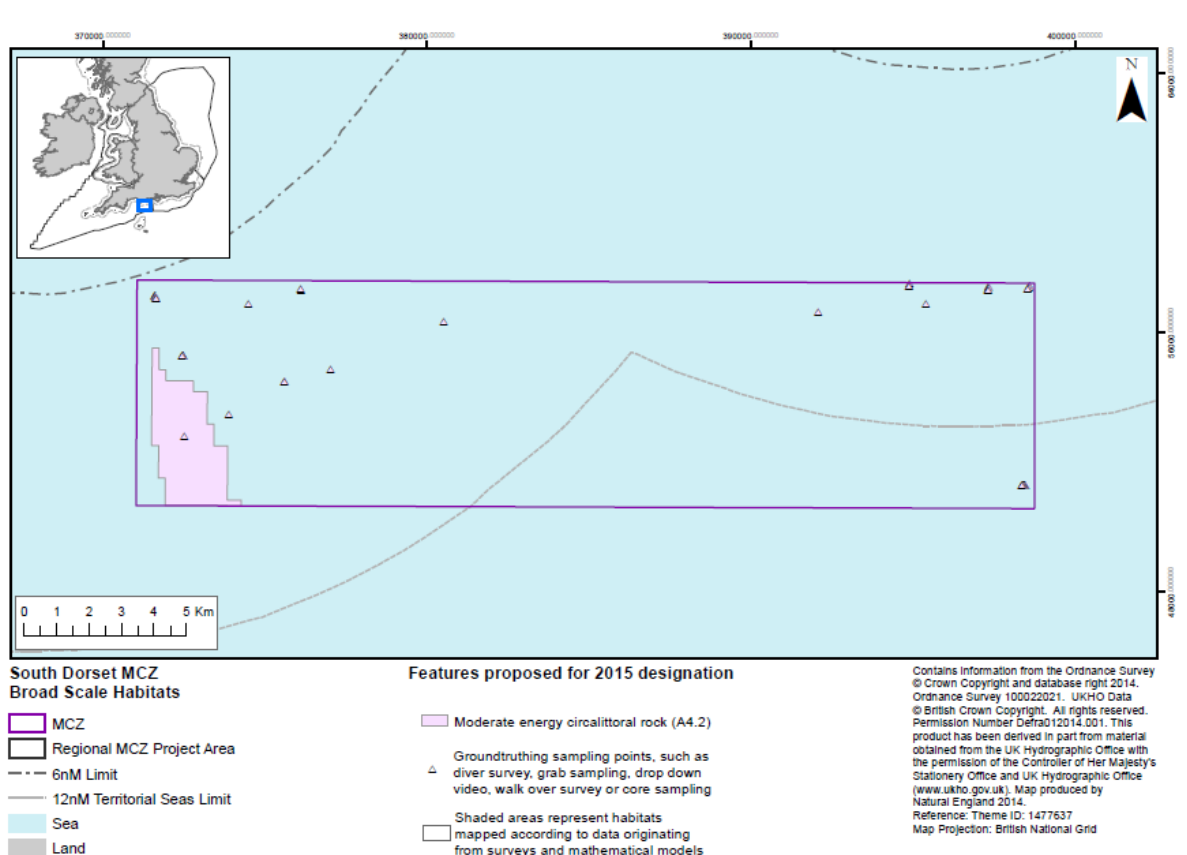 370000.000000
380000.000000
390000.000000
400000.000000
N
64000.000000
56000.000000
48000.000000
0 1 2 3 4 5 Km
South Dorset MCZ
Broad Scale Habitats
MCZ
Regional MCZ Project Area
6nM Limit
12nM Territorial Seas Limit
Sea
Land
Features proposed for 2015 designation
Moderate energy circalittoral rock (A4.2)
Groundtruthing sampling points, such as
diver survey, grab sampling, drop down
video, walk over survey or core sampling
Shaded areas represent habitats
mapped according to data originating
from surveys and mathematical models
Contains information from the Ordnance Survey
© Crown Copyright and database right 2014.
Ordnance Survey 100022021. UKHO Data
© British Crown Copyright. All rights reserved.
Permission Number Defra012014.001. This
product has been derived in part from material
obtained from the UK Hydrographic Office with
the permission of the Controller of Her Majesty's
Stationery Office and UK Hydrographic Office
(www.ukho.gov.uk). Map produced by
Natural England 2014.
Reference: Theme ID: 1477637
Map Projection: British National Grid